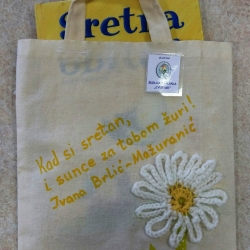 Sretna
Kad si sretan,
i sunce za tobom žuri!
Ivana Brlić-Mažuranić